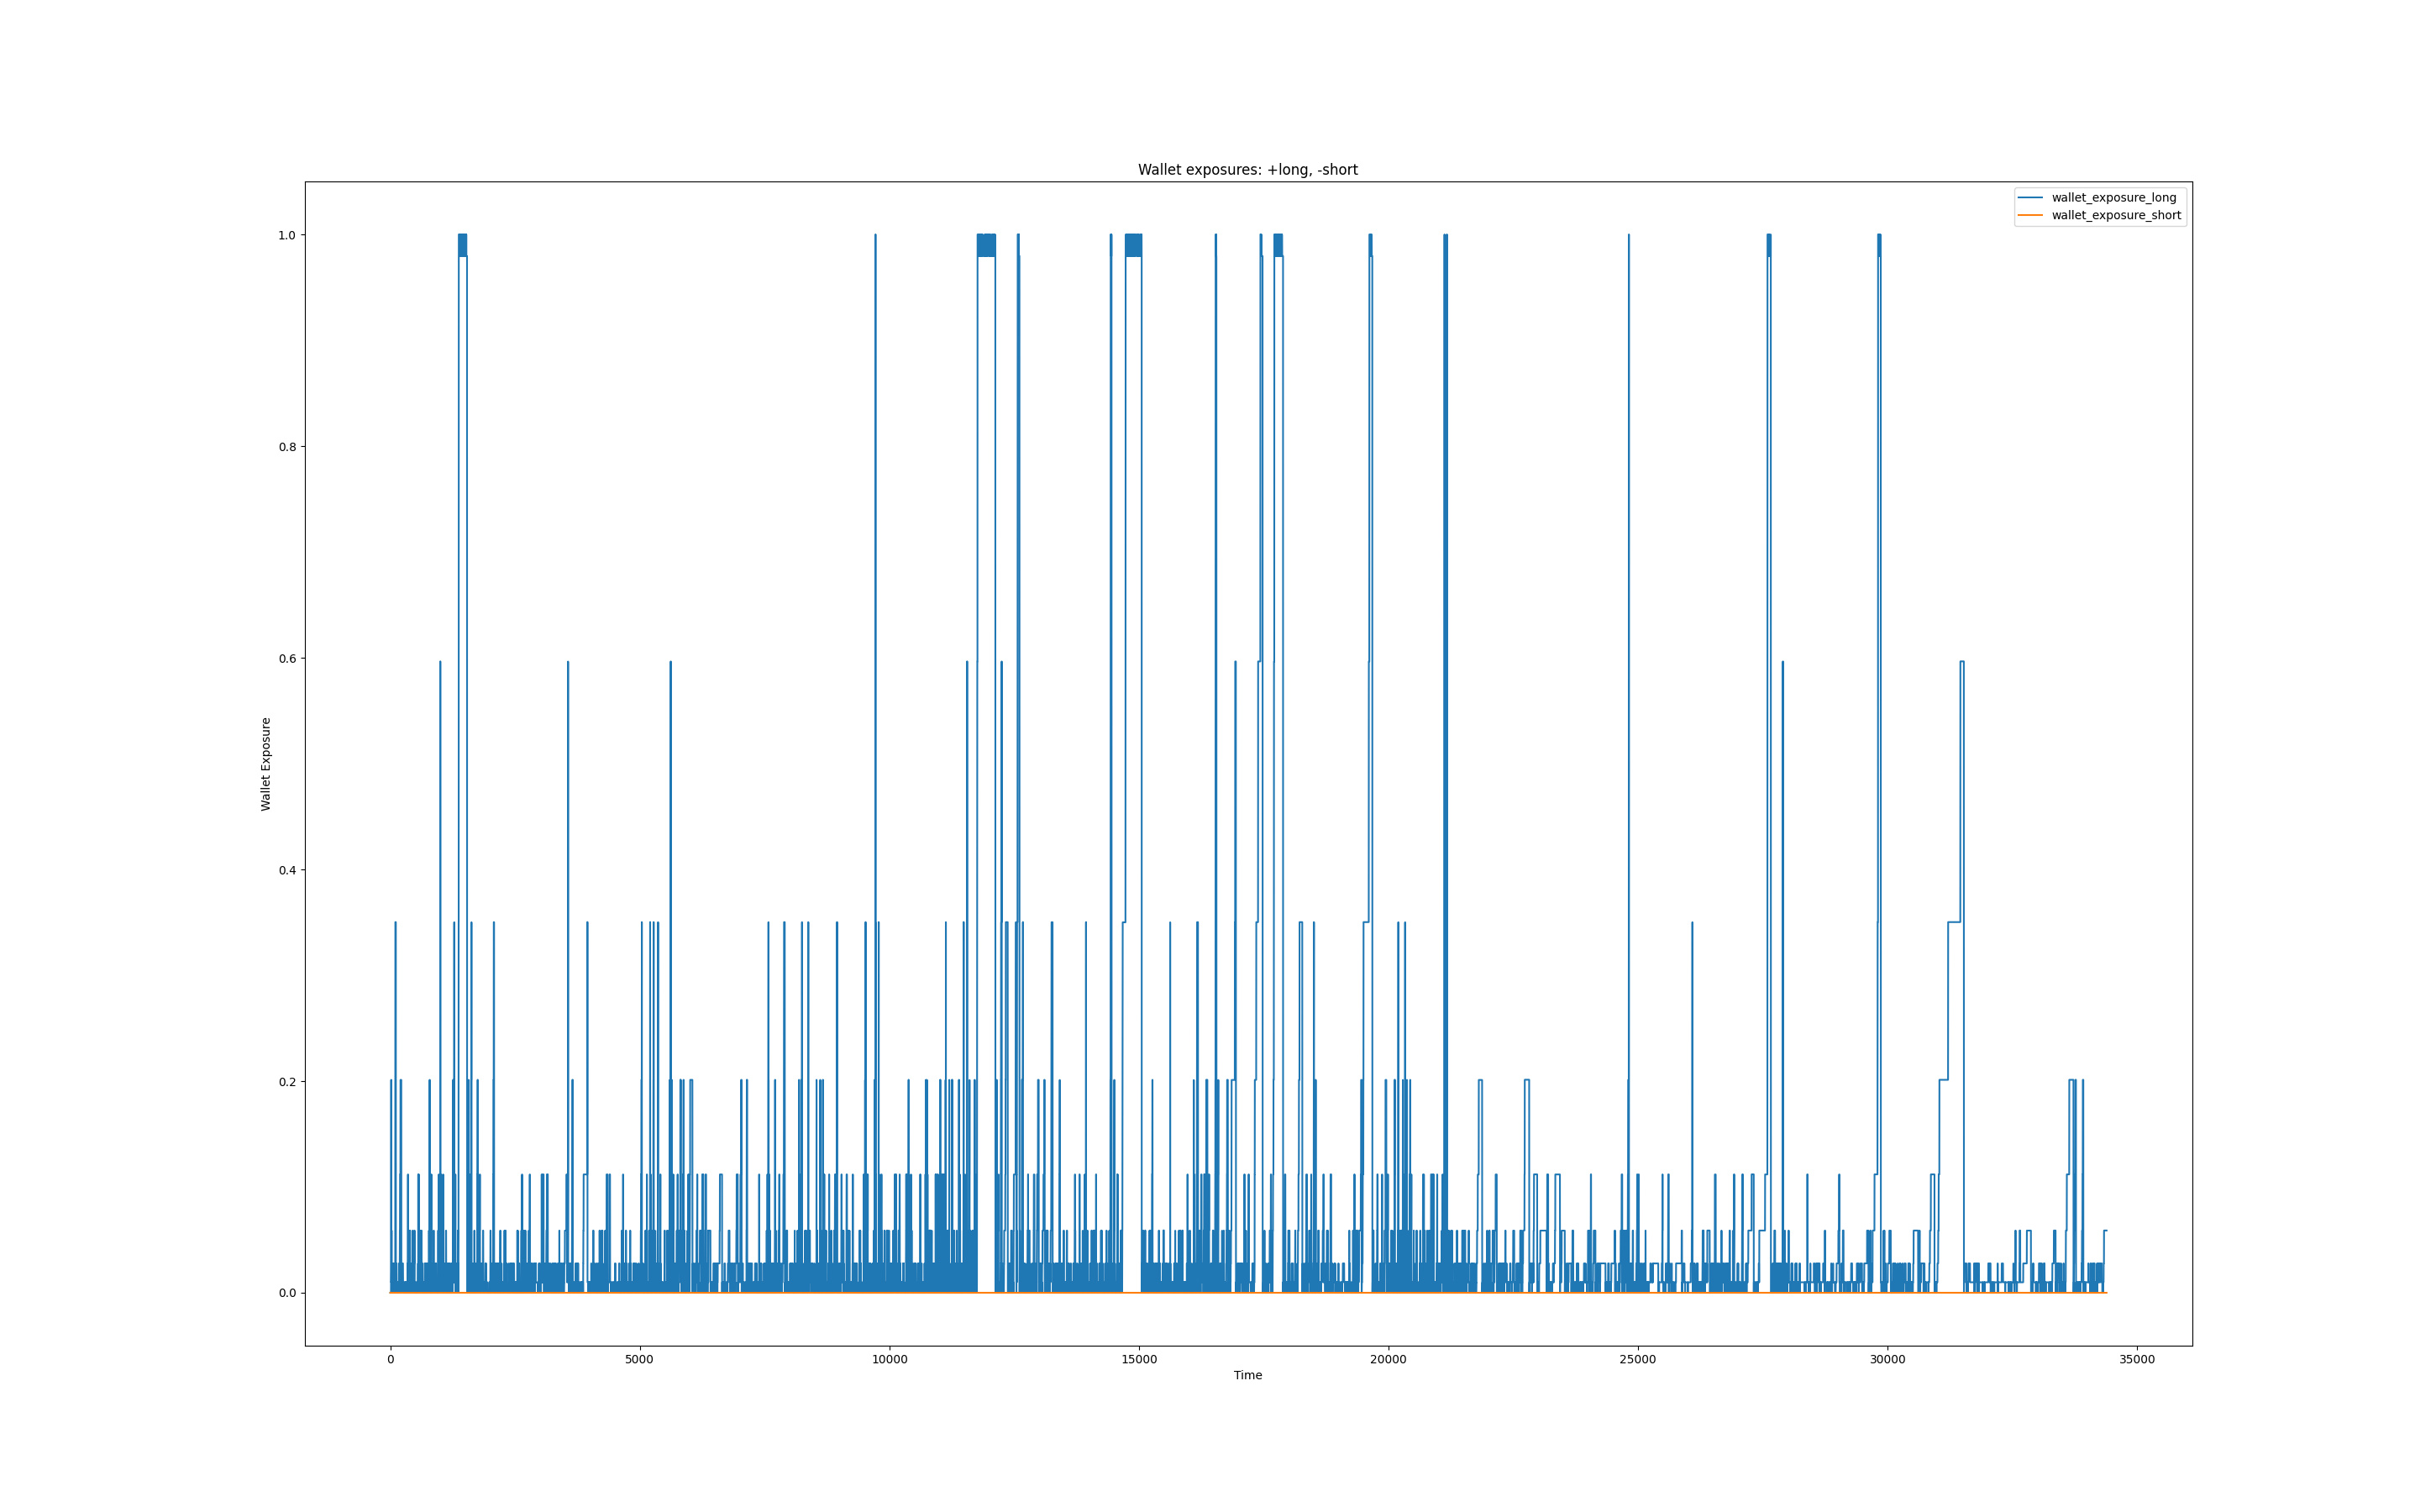 Wallet exposures: +long, -short
wallet_exposure_long
wallet_exposure_short
1.0
0.8
0.6
0.4
0.2
0.0
Wallet Exposure
0 5000 10000 15000 20000 25000 30000 35000
Time